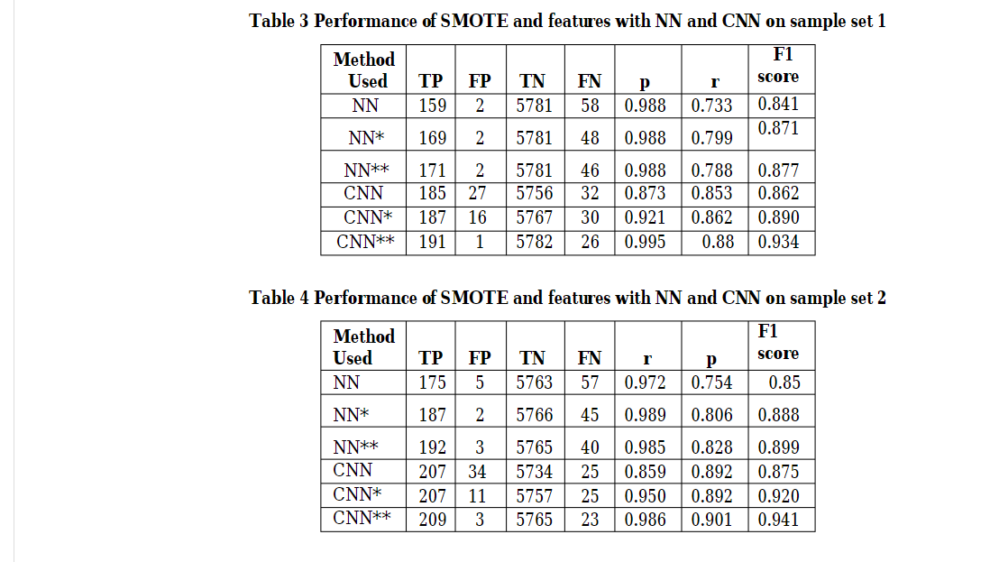 Table 3 Performance of SMOTE and features with NN and CNN on sample set 1
Method Used TP FP TN FN p r F1 score
NN 159 2 5781 58 0.988 0.733 0.841
NN* 169 2 5781 48 0.988 0.799 0.871
NN** 171 2 5781 46 0.988 0.788 0.877
CNN 185 27 5756 32 0.873 0.853 0.862
CNN* 187 16 5767 30 0.921 0.862 0.890
CNN** 191 1 5782 26 0.995 0.88 0.934
Table 4 Performance of SMOTE and features with NN and CNN on sample set 2
Method Used TP FP TN FN r p F1 score
NN 175 5 5763 57 0.972 0.754 0.85
NN* 187 2 5766 45 0.989 0.806 0.888
NN** 192 3 5765 40 0.985 0.828 0.899
CNN 207 34 5734 25 0.859 0.892 0.875
CNN* 207 11 5757 25 0.950 0.892 0.920
CNN** 209 3 5765 23 0.986 0.901 0.941